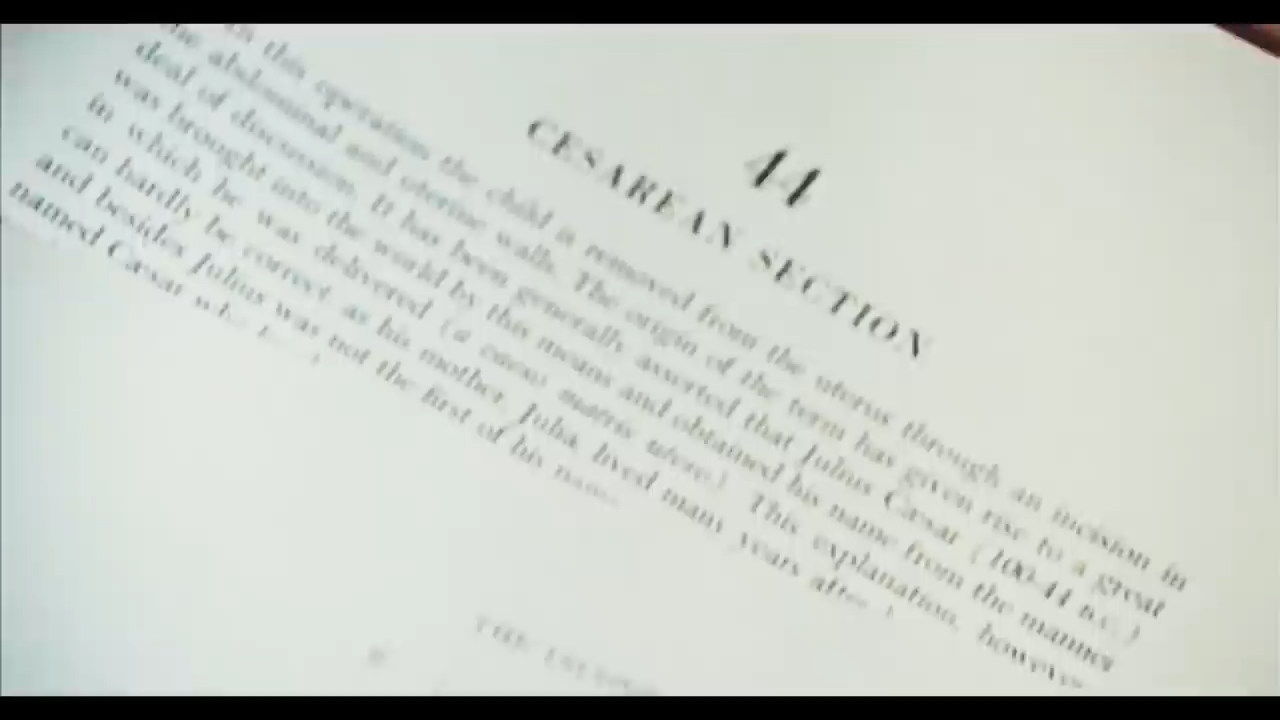 44
CESAREAN SECTION
In this operation the child is removed from the uterus through an incision in
the abdominal and uterine walls. The origin of the term has given rise to a great
deal of discussion. It has been generally asserted that Julius Cæsar (100-44 B.C.)
was brought into the world by this means and obtained his name from the manner
in which he was delivered (a cæso matris utero). This explanation, however
can hardly be correct, as his mother, Julia, lived many years after
and besides Julius was not the first of his name
named Cæsar who